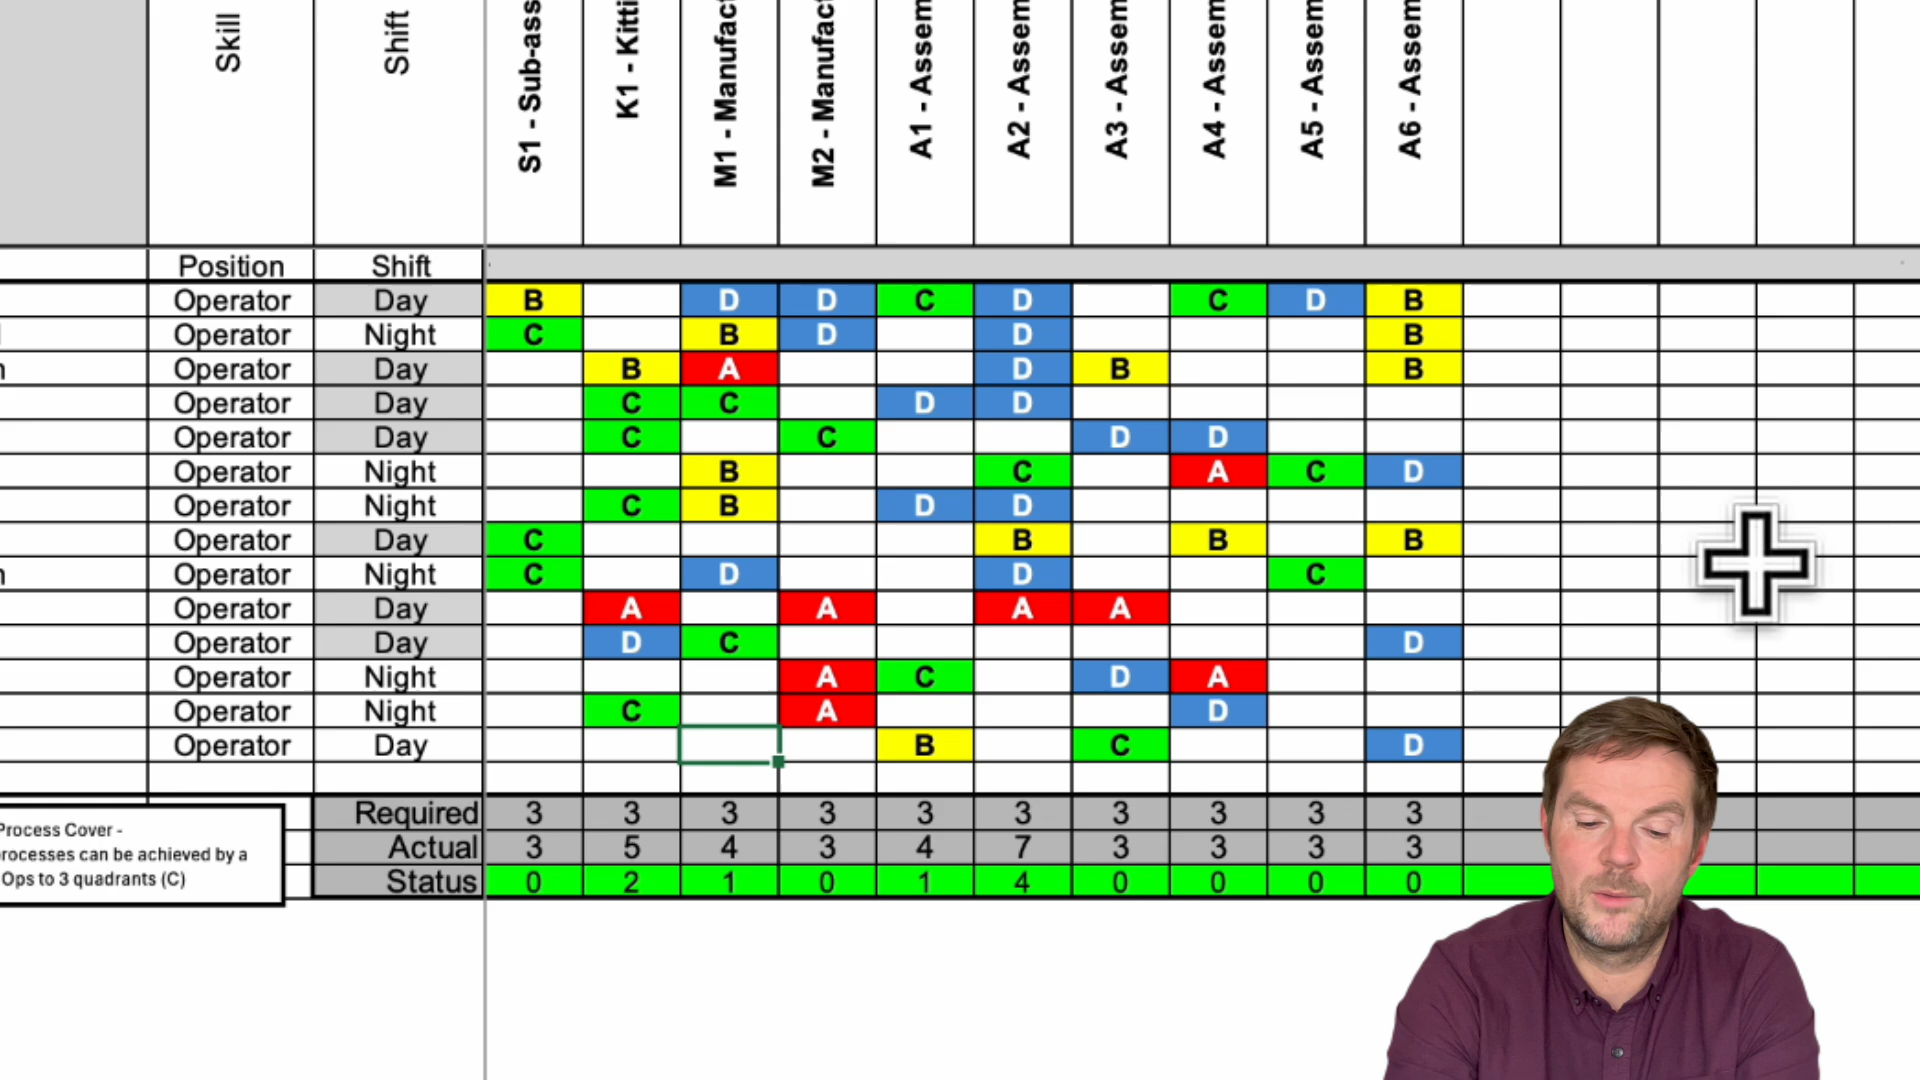 Skill Shift S1 - Sub-ass K1 - Kitti M1 - Manufact M2 - Manufact A1 - Assem A2 - Assem A3 - Assem A4 - Assem A5 - Assem A6 - Assem
Position Shift
Operator Day B D D C D C D B
Operator Night C B D D B
n Operator Day B A D B B
Operator Day C C D D
Operator Day C C D D
Operator Night B C A C D
Operator Night C B D D
Operator Day C B B B
n Operator Night C D D C
Operator Day A A A A
Operator Day D C D
Operator Night A C D A
Operator Night C A D
Operator Day B C D
Required 3 3 3 3 3 3 3 3 3 3
Process Cover -
Actual 3 5 4 3 4 7 3 3 3 3
rocesses can be achieved by a
Ops to 3 quadrants (C)
Status 0 2 1 0 1 4 0 0 0 0